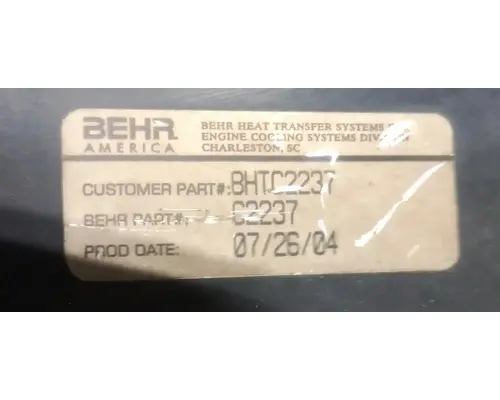 BEHR
AMERICA
BEHR HEAT TRANSFER SYSTEMS
ENGINE COOLING SYSTEMS DIVISION
CHARLESTON, SC
CUSTOMER PART#: BHTC2237
BEHR PART#: C2237
PROD DATE: 07/26/04